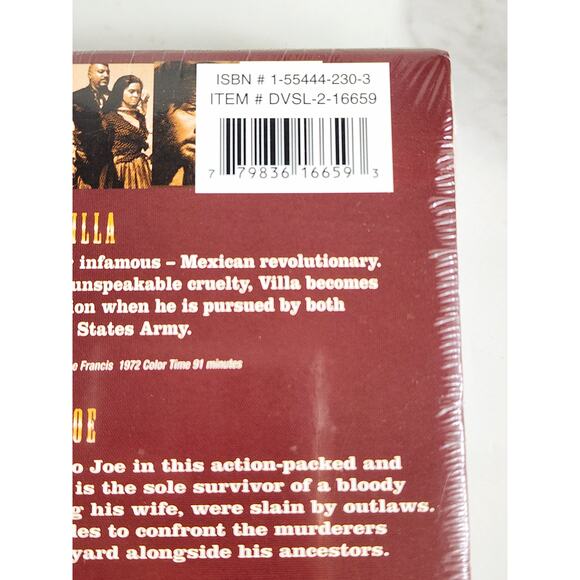 ISBN # 1-55444-230-3
ITEM # DVSL-2-16659
7 79836 16659 3
ILLA
infamous – Mexican revolutionary.
unspeakable cruelty, Villa becomes
ion when he is pursued by both
States Army.
Francis 1972 Color Time 91 minutes
OE
o Joe in this action-packed and
is the sole survivor of a bloody
g his wife, were slain by outlaws.
les to confront the murderers
yard alongside his ancestors.